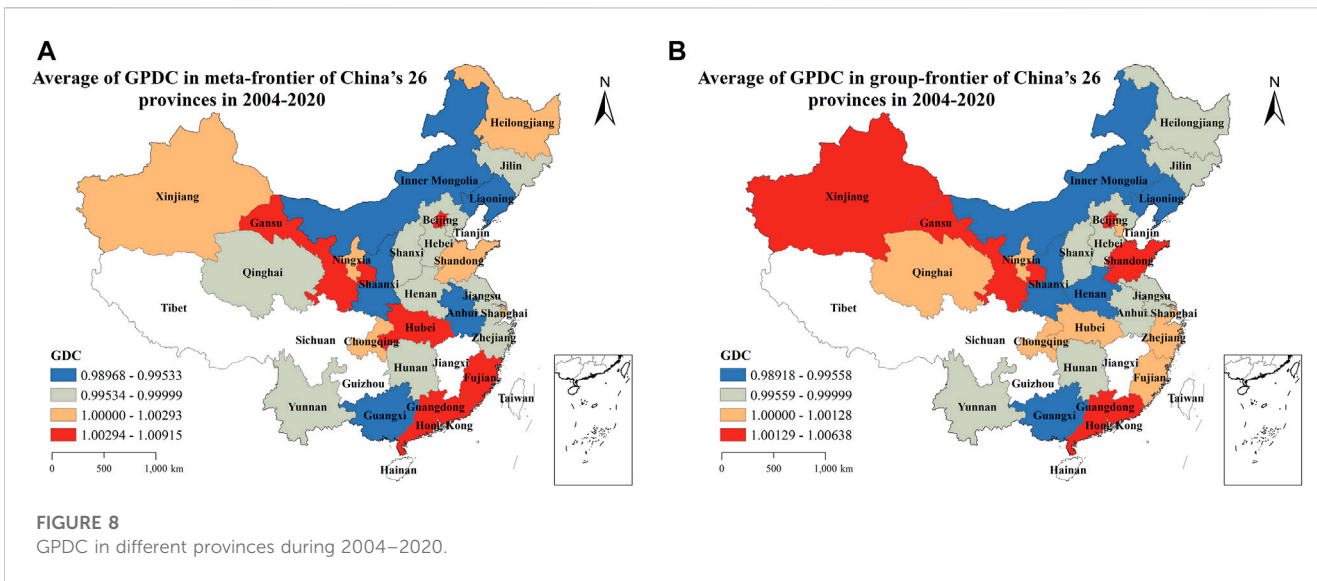 A
Average of GPDC in meta-frontier of China's 26
provinces in 2004-2020
N
Heilongjiang
Jilin
Inner Mongolia
Liaoning
Xinjiang
Gansu
Beijing
Tianjin
Hebei
Shanxi
Ningxia
Shandong
Qinghai
Shaanxi
Henan
Jiangsu
Tibet
Anhui
Shanghai
Hubei
Sichuan
Chongqing
Zhejiang
Hunan
Jiangxi
Guizhou
Fujian
Yunnan
Taiwan
Guangxi
Guangdong
Hong Kong
Hainan
GDC
0.98968 - 0.99533
0.99534 - 0.99999
1.00000 - 1.00293
1.00294 - 1.00915
0 500 1,000 km
B
Average of GPDC in group-frontier of China's 26
provinces in 2004-2020
N
Heilongjiang
Jilin
Inner Mongolia
Liaoning
Xinjiang
Gansu
Beijing
Tianjin
Hebei
Shanxi
Ningxia
Shandong
Qinghai
Shaanxi
Henan
Jiangsu
Tibet
Anhui
Shanghai
Hubei
Sichuan
Chongqing
Zhejiang
Hunan
Jiangxi
Guizhou
Fujian
Yunnan
Taiwan
Guangxi
Guangdong
Hong Kong
Hainan
GDC
0.98918 - 0.99558
0.99559 - 0.99999
1.00000 - 1.00128
1.00129 - 1.00638
0 500 1,000 km
FIGURE 8
GPDC in different provinces during 2004–2020.